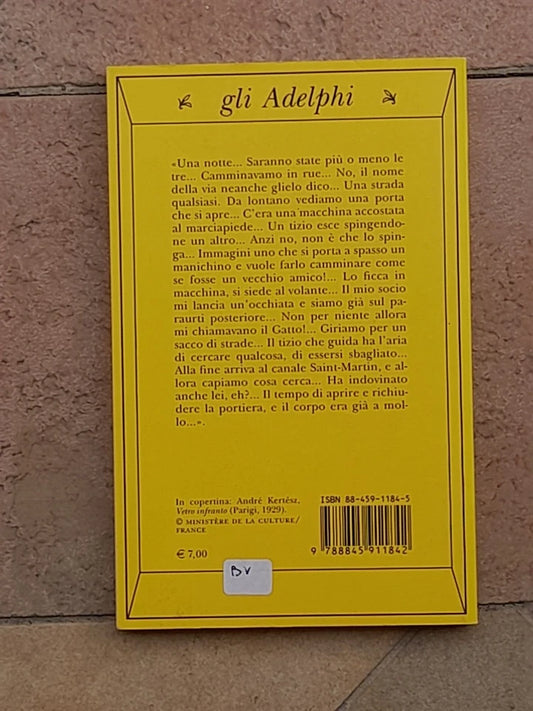 gli Adelphi
«Una notte... Saranno state più o meno le
tre... Camminavamo in rue... No, il nome
della via neanche glielo dico... Una strada
qualsiasi. Da lontano vediamo una porta
che si apre... C'era una macchina accostata
al marciapiede... Un tizio esce spingendo-
ne un altro... Anzi no, non è che lo spin-
ga... Immagini uno che si porta a spasso un
manichino e vuole farlo camminare come
se fosse un vecchio amico!... Lo ficca in
macchina, si siede al volante... Il mio socio
mi lancia un'occhiata e siamo già sul pa-
raurti posteriore... Non per niente allora
mi chiamavano il Gatto!... Giriamo per un
sacco di strade... Il tizio che guida ha l'aria
di cercare qualcosa, di essersi sbagliato...
Alla fine arriva al canale Saint-Martin, e al-
lora capiamo cosa cerca... Ha indovinato
anche lei, eh?... Il tempo di aprire e richiu-
dere la portiera, e il corpo era già a mol-
lo...».
In copertina: André Kertész,
Vetro infranto (Parigi, 1929).
© MINISTÈRE DE LA CULTURE/
FRANCE
€ 7,00
ISBN 88-459-1184-5
9 788845 911842
BV